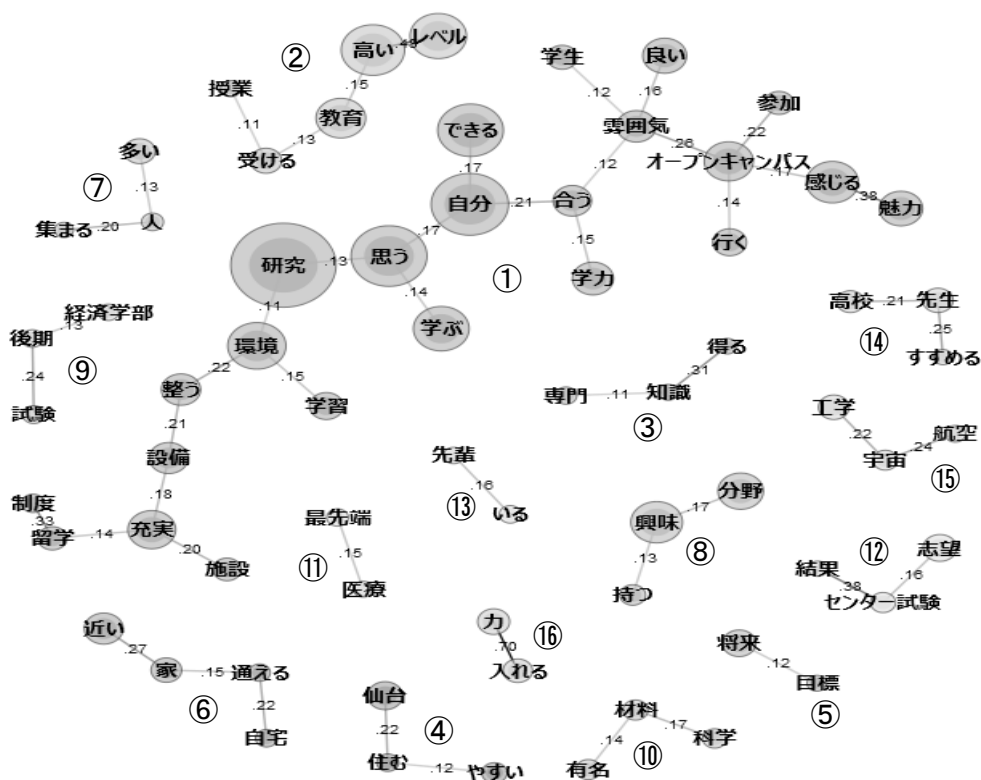 ② 高い .49 レベル
学生 良い
.15
授業 .12 .16 参加
教育 できる 雰囲気 .22
.11 .13 .26
受ける オープンキャンパス
多い .17 .12 .17 感じる
⑦ .13 自分 .21 合う .14 .38
集まる .20 人 .17 .15 行く 魅力
研究 .13 思う
① 学力
.11 .14 高校 .21 先生
経済学部 学ぶ ⑭ .25
後期 .13 環境 得る すすめる
⑨ .22 .15 .31
.24 整う 専門 .11 知識 工学
試験 .21 学習 ③ .22 航空
設備 先輩 宇宙 .24
.18 ⑬ .16 分野 ⑮
制度 最先端 いる 興味 .17
.33 充実 ⑧ ⑫ 志望
留学 .14 .20 .15 .13 結果 .16
施設 ⑪ 医療 持つ .38
センター試験
近い 力 ⑯
.27 .70 将来
家 .15 通える 入れる .12
⑥ .22 仙台 材料 目標
自宅 .22 ④ .17 ⑤
.14 ⑩ 科学
住む .12 やすい 有名